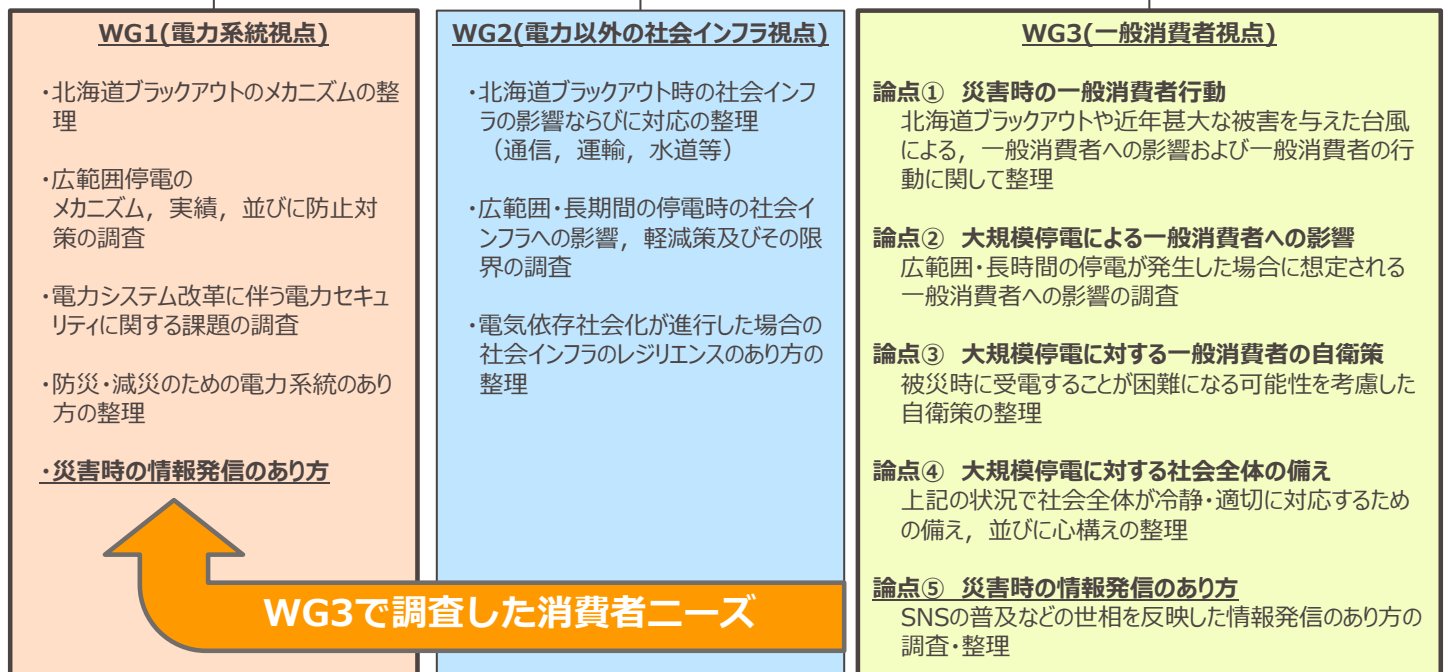 WG1(電力系統視点)
・北海道ブラックアウトのメカニズムの整
理
・広範囲停電の
メカニズム，実績，並びに防止対
策の調査
・電力システム改革に伴う電力セキュ
リティに関する課題の調査
・防災・減災のための電力系統のあり
方の整理
・災害時の情報発信のあり方
WG2(電力以外の社会インフラ視点)
・北海道ブラックアウト時の社会インフ
ラの影響ならびに対応の整理
（通信，運輸，水道等）
・広範囲・長期間の停電時の社会イ
ンフラへの影響，軽減策及びその限
界の調査
・電気依存社会化が進行した場合の
社会インフラのレジリエンスのあり方の
整理
WG3(一般消費者視点)
論点① 災害時の一般消費者行動
北海道ブラックアウトや近年甚大な被害を与えた台風
による，一般消費者への影響および一般消費者の行
動に関して整理
論点② 大規模停電による一般消費者への影響
広範囲・長時間の停電が発生した場合に想定される
一般消費者への影響の調査
論点③ 大規模停電に対する一般消費者の自衛策
被災時に受電することが困難になる可能性を考慮した
自衛策の整理
論点④ 大規模停電に対する社会全体の備え
上記の状況で社会全体が冷静・適切に対応するため
の備え，並びに心構えの整理
論点⑤ 災害時の情報発信のあり方
SNSの普及などの世相を反映した情報発信のあり方の
調査・整理
WG3で調査した消費者ニーズ